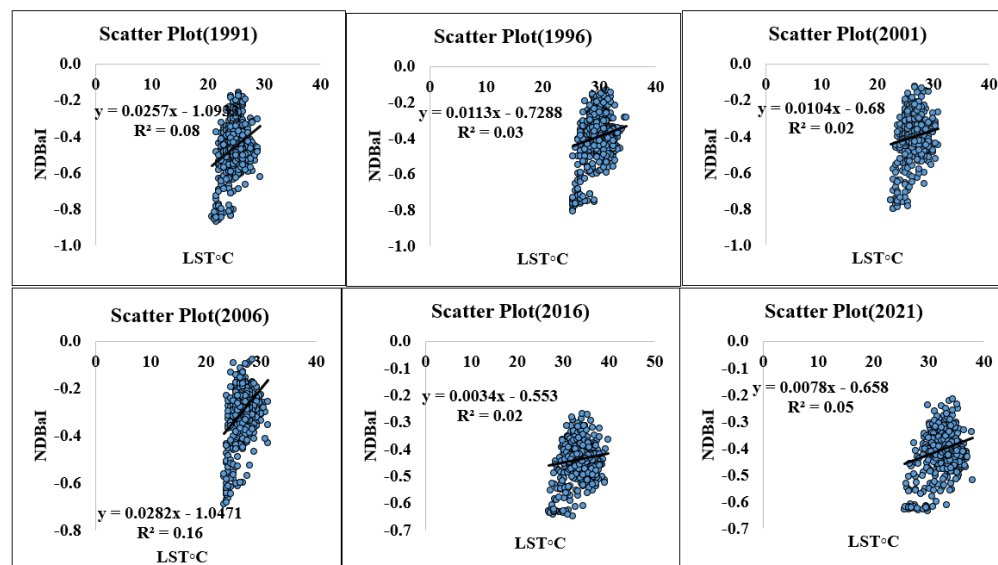 Scatter Plot(1991)
0.0
0
10
20
30
40
-0.2
y = 0.0257x - 1.095
R² = 0.08
-0.4
-0.6
-0.8
-1.0
NDBaI
LST◦C
Scatter Plot(1996)
0.0
0
10
20
30
40
-0.2
y = 0.0113x - 0.7288
R² = 0.03
-0.4
-0.6
-0.8
-1.0
NDBaI
LST◦C
Scatter Plot(2001)
0.0
0
10
20
30
40
-0.2
y = 0.0104x - 0.68
R² = 0.02
-0.4
-0.6
-0.8
-1.0
NDBaI
LST◦C
Scatter Plot(2006)
0.0
0
10
20
30
40
-0.2
-0.4
-0.6
-0.8
y = 0.0282x - 1.0471
R² = 0.16
NDBaI
LST◦C
Scatter Plot(2016)
0.0
0
10
20
30
40
50
-0.1
-0.2
y = 0.0034x - 0.553
R² = 0.02
-0.3
-0.4
-0.5
-0.6
-0.7
NDBaI
LST◦C
Scatter Plot(2021)
0.0
0
10
20
30
40
-0.1
-0.2
y = 0.0078x - 0.658
R² = 0.05
-0.3
-0.4
-0.5
-0.6
-0.7
NDBaI
LST◦C